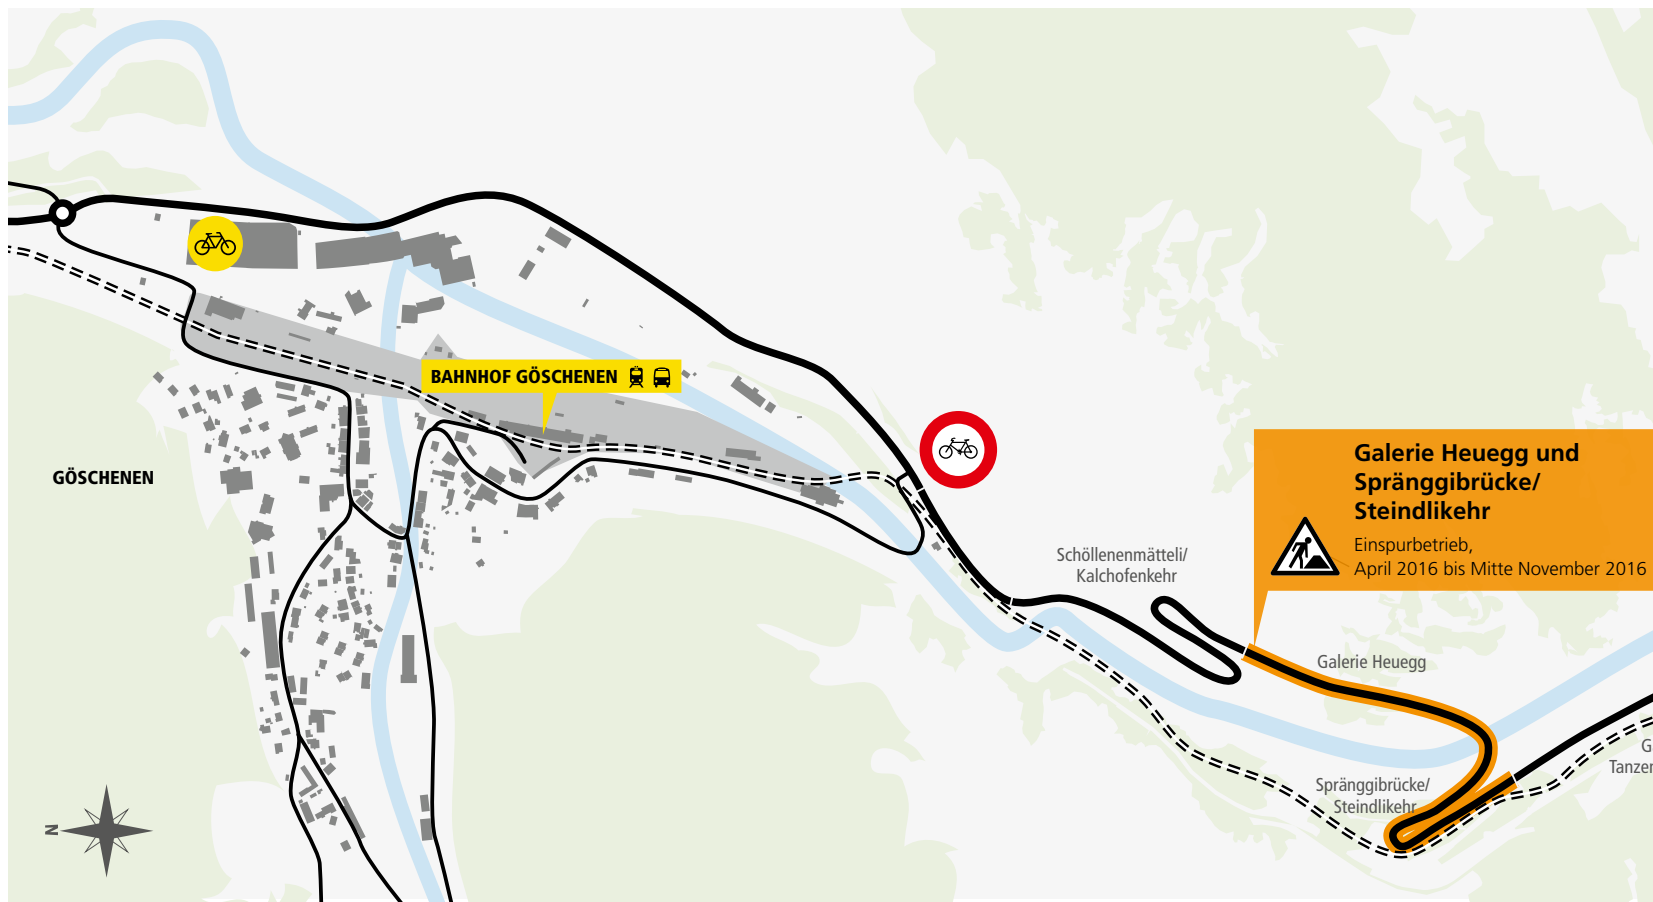 BAHNHOF GÖSCHENEN
GÖSCHENEN
Galerie Heuegg und
Spränggibrücke/
Steindlikehr
Einspurbetrieb,
April 2016 bis Mitte November 2016
Schöllenenmätteli/
Kalchofenkehr
Galerie Heuegg
Spränggibrücke/
Steindlikehr
N